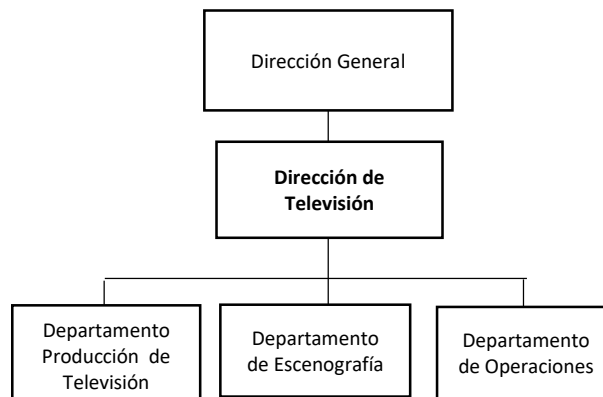 Dirección General
Dirección de
Televisión
Departamento
Producción de
Televisión
Departamento
de Escenografía
Departamento
de Operaciones